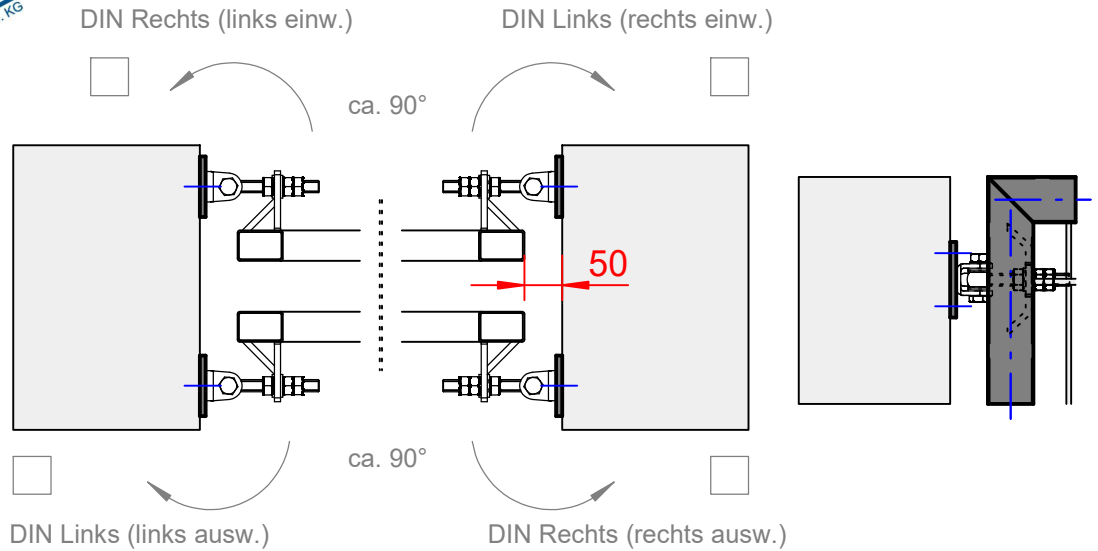 . KG
DIN Rechts (links einw.)
DIN Links (rechts einw.)
ca. 90°
50
ca. 90°
DIN Links (links ausw.)
DIN Rechts (rechts ausw.)